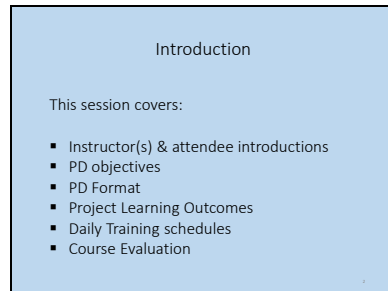 Introduction
This session covers:
▪ Instructor(s) & attendee introductions
▪ PD objectives
▪ PD Format
▪ Project Learning Outcomes
▪ Daily Training schedules
▪ Course Evaluation